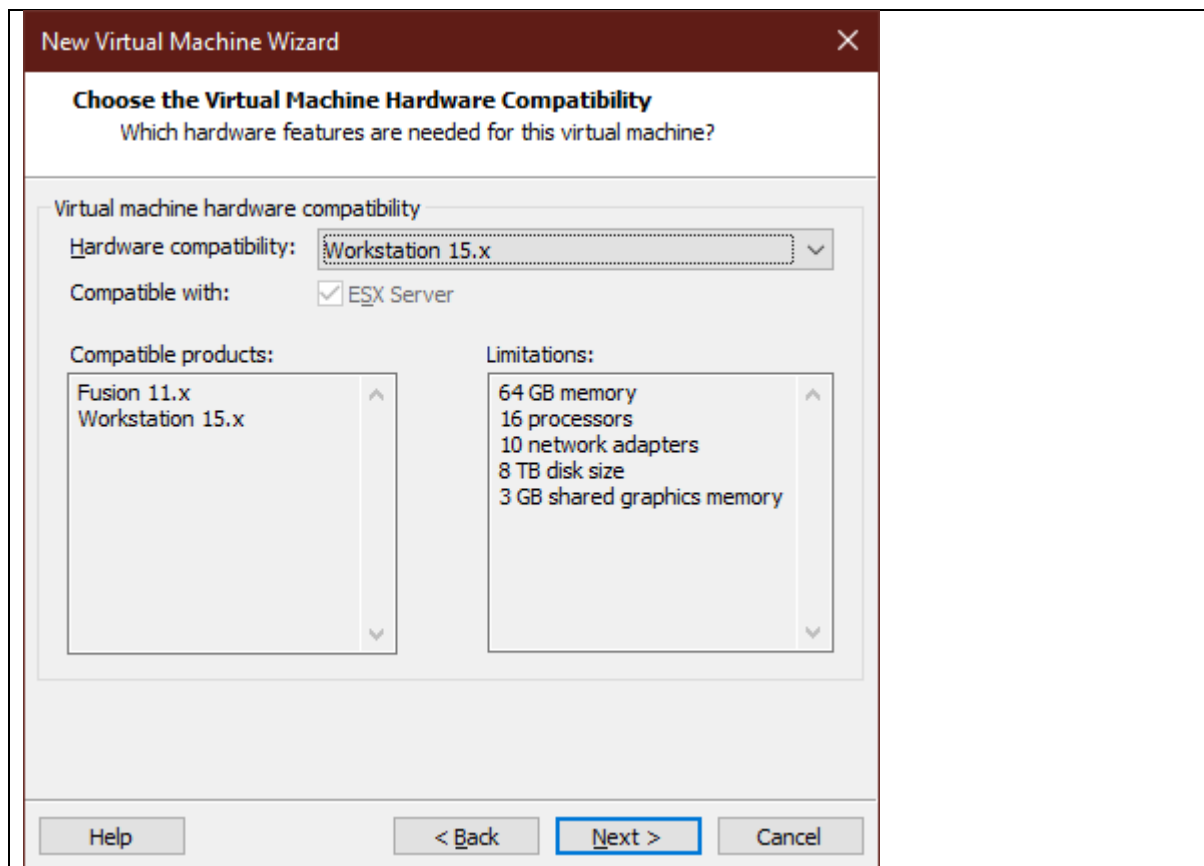 New Virtual Machine Wizard
Choose the Virtual Machine Hardware Compatibility
Which hardware features are needed for this virtual machine?
Virtual machine hardware compatibility
Hardware compatibility: Workstation 15.x
Compatible with: ESX Server
Compatible products:
Fusion 11.x
Workstation 15.x
Limitations:
64 GB memory
16 processors
10 network adapters
8 TB disk size
3 GB shared graphics memory
Help < Back Next > Cancel